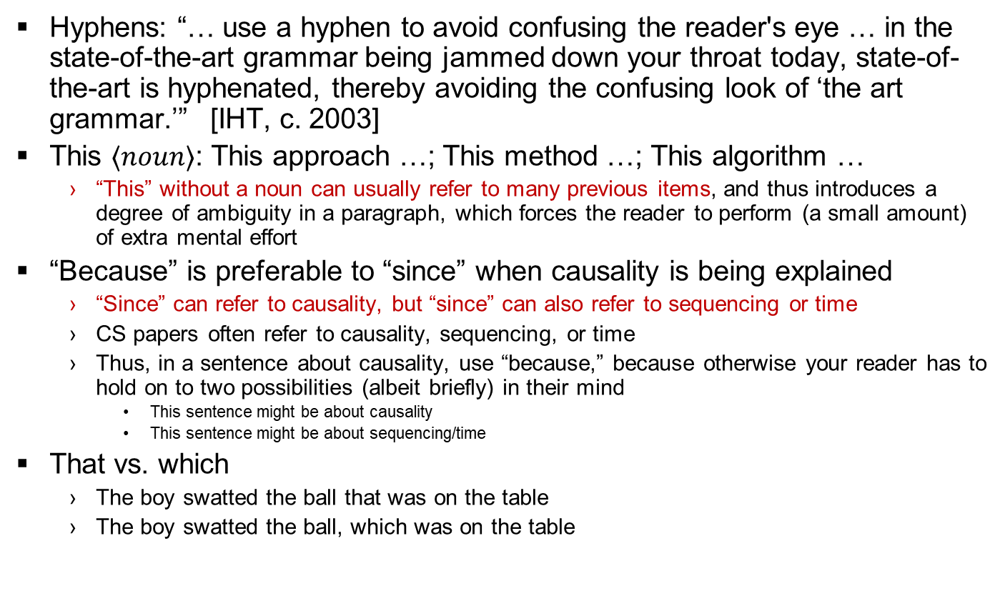 ▪ Hyphens: “… use a hyphen to avoid confusing the reader's eye … in the
state-of-the-art grammar being jammed down your throat today, state-of-
the-art is hyphenated, thereby avoiding the confusing look of ‘the art
grammar.’” [IHT, c. 2003]
▪ This ⟨noun⟩: This approach …; This method …; This algorithm …
› “This” without a noun can usually refer to many previous items, and thus introduces a
degree of ambiguity in a paragraph, which forces the reader to perform (a small amount)
of extra mental effort
▪ “Because” is preferable to “since” when causality is being explained
› “Since” can refer to causality, but “since” can also refer to sequencing or time
› CS papers often refer to causality, sequencing, or time
› Thus, in a sentence about causality, use “because,” because otherwise your reader has to
hold on to two possibilities (albeit briefly) in their mind
• This sentence might be about causality
• This sentence might be about sequencing/time
▪ That vs. which
› The boy swatted the ball that was on the table
› The boy swatted the ball, which was on the table